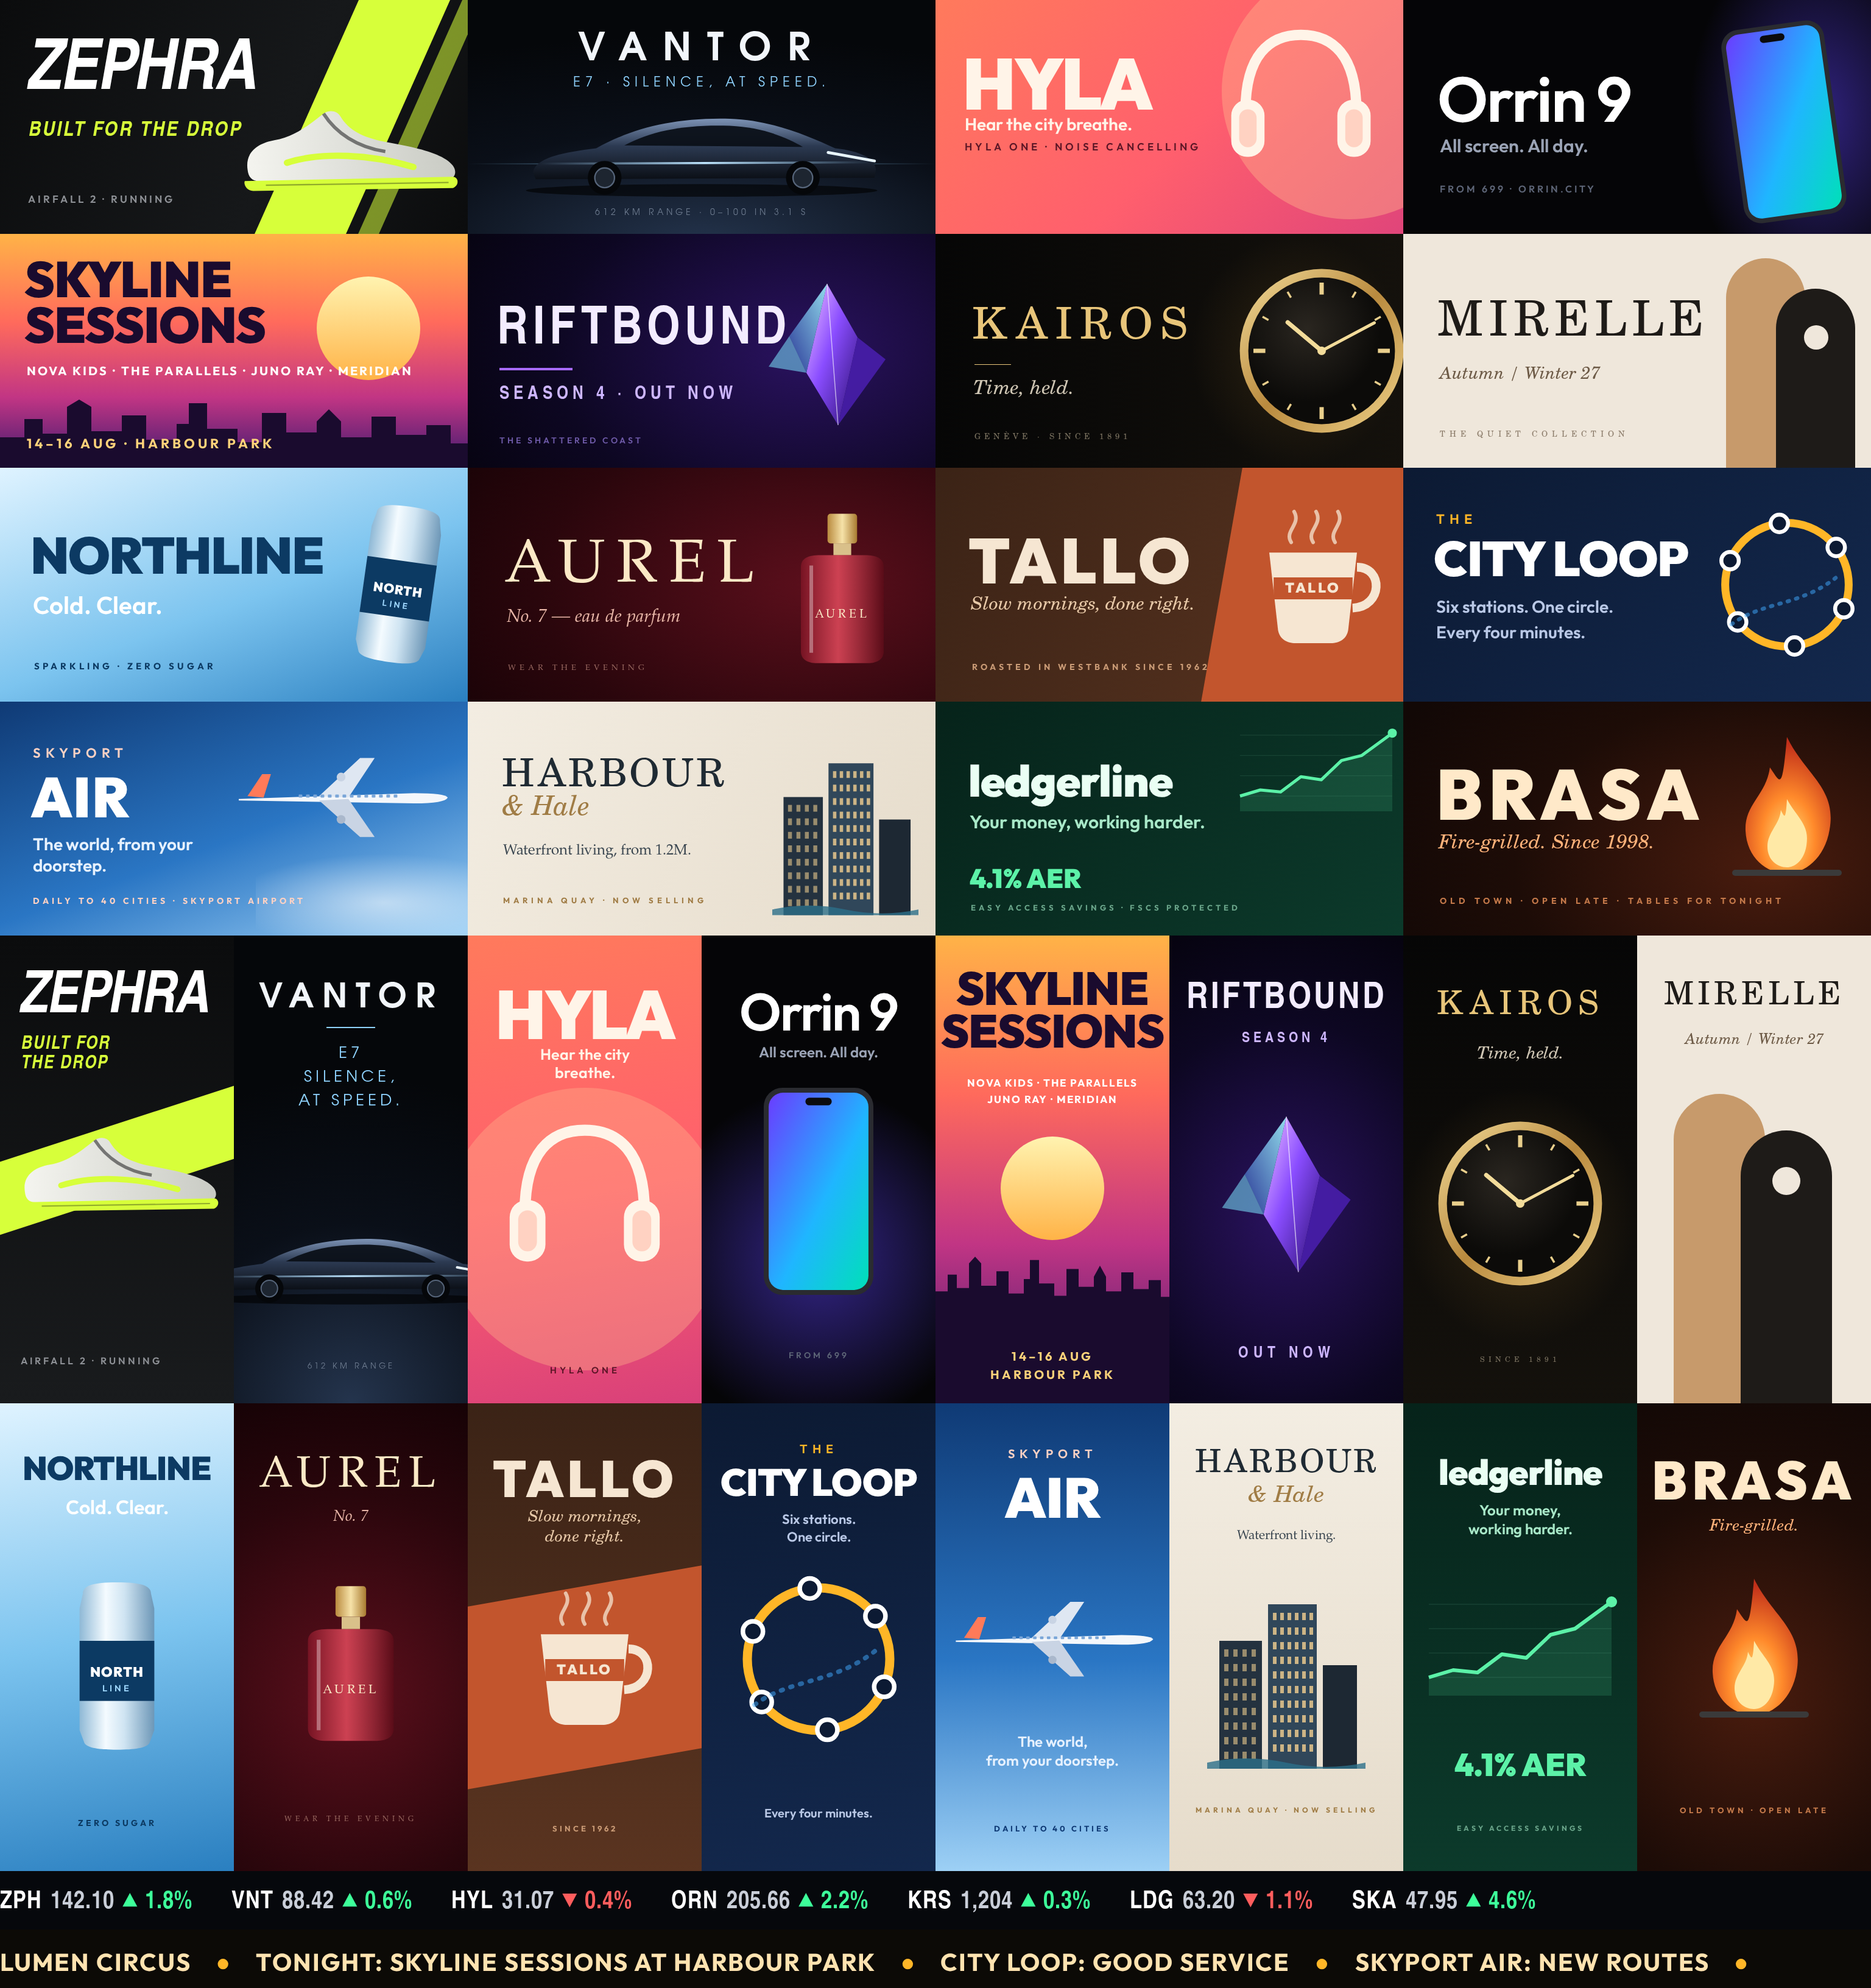 ZEPHRA
BUILT FOR THE DROP
AIRFALL 2 · RUNNING
VANTOR
E7 · SILENCE, AT SPEED.
612 KM RANGE · 0–100 IN 3.1 S
HYLA
Hear the city breathe.
HYLA ONE · NOISE CANCELLING
Orrin 9
All screen. All day.
FROM 699 · ORRIN.CITY
SKYLINE
SESSIONS
NOVA KIDS · THE PARALLELS · JUNO RAY · MERIDIAN
14–16 AUG · HARBOUR PARK
RIFTBOUND
SEASON 4 · OUT NOW
THE SHATTERED COAST
KAIROS
Time, held.
GENÈVE · SINCE 1891
MIRELLE
Autumn / Winter 27
THE QUIET COLLECTION
NORTHLINE
Cold. Clear.
SPARKLING · ZERO SUGAR
NORTH
LINE
AUREL
No. 7 — eau de parfum
WEAR THE EVENING
AUREL
TALLO
Slow mornings, done right.
ROASTED IN WESTBANK SINCE 1962
TALLO
THE
CITY LOOP
Six stations. One circle.
Every four minutes.
SKYPORT
AIR
The world, from your
doorstep.
DAILY TO 40 CITIES · SKYPORT AIRPORT
HARBOUR
& Hale
Waterfront living, from 1.2M.
MARINA QUAY · NOW SELLING
ledgerline
Your money, working harder.
4.1% AER
EASY ACCESS SAVINGS · FSCS PROTECTED
BRASA
Fire-grilled. Since 1998.
OLD TOWN · OPEN LATE · TABLES FOR TONIGHT
ZEPHRA
BUILT FOR
THE DROP
AIRFALL 2 · RUNNING
VANTOR
E7
SILENCE,
AT SPEED.
612 KM RANGE
HYLA
Hear the city
breathe.
HYLA ONE
Orrin 9
All screen. All day.
FROM 699
SKYLINE
SESSIONS
NOVA KIDS · THE PARALLELS
JUNO RAY · MERIDIAN
14–16 AUG
HARBOUR PARK
RIFTBOUND
SEASON 4
OUT NOW
KAIROS
Time, held.
SINCE 1891
MIRELLE
Autumn / Winter 27
NORTHLINE
Cold. Clear.
NORTH
LINE
ZERO SUGAR
AUREL
No. 7
AUREL
WEAR THE EVENING
TALLO
Slow mornings,
done right.
TALLO
SINCE 1962
THE
CITY LOOP
Six stations.
One circle.
Every four minutes.
SKYPORT
AIR
The world,
from your doorstep.
DAILY TO 40 CITIES
HARBOUR
& Hale
Waterfront living.
MARINA QUAY · NOW SELLING
ledgerline
Your money,
working harder.
4.1% AER
EASY ACCESS SAVINGS
BRASA
Fire-grilled.
OLD TOWN · OPEN LATE
ZPH 142.10 ▲ 1.8% VNT 88.42 ▲ 0.6% HYL 31.07 ▼ 0.4% ORN 205.66 ▲ 2.2% KRS 1,204 ▲ 0.3% LDG 63.20 ▼ 1.1% SKA 47.95 ▲ 4.6%
LUMEN CIRCUS ● TONIGHT: SKYLINE SESSIONS AT HARBOUR PARK ● CITY LOOP: GOOD SERVICE ● SKYPORT AIR: NEW ROUTES ●